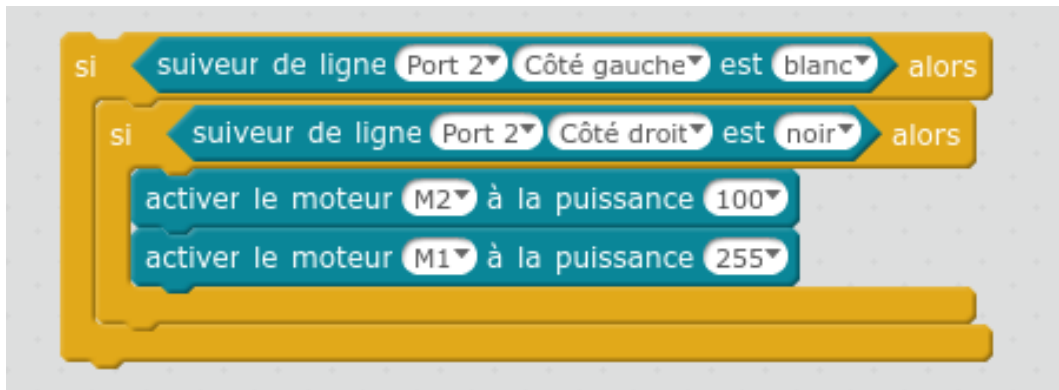 si suiveur de ligne Port 2 Côté gauche est blanc alors
si suiveur de ligne Port 2 Côté droit est noir alors
activer le moteur M2 à la puissance 100
activer le moteur M1 à la puissance 255